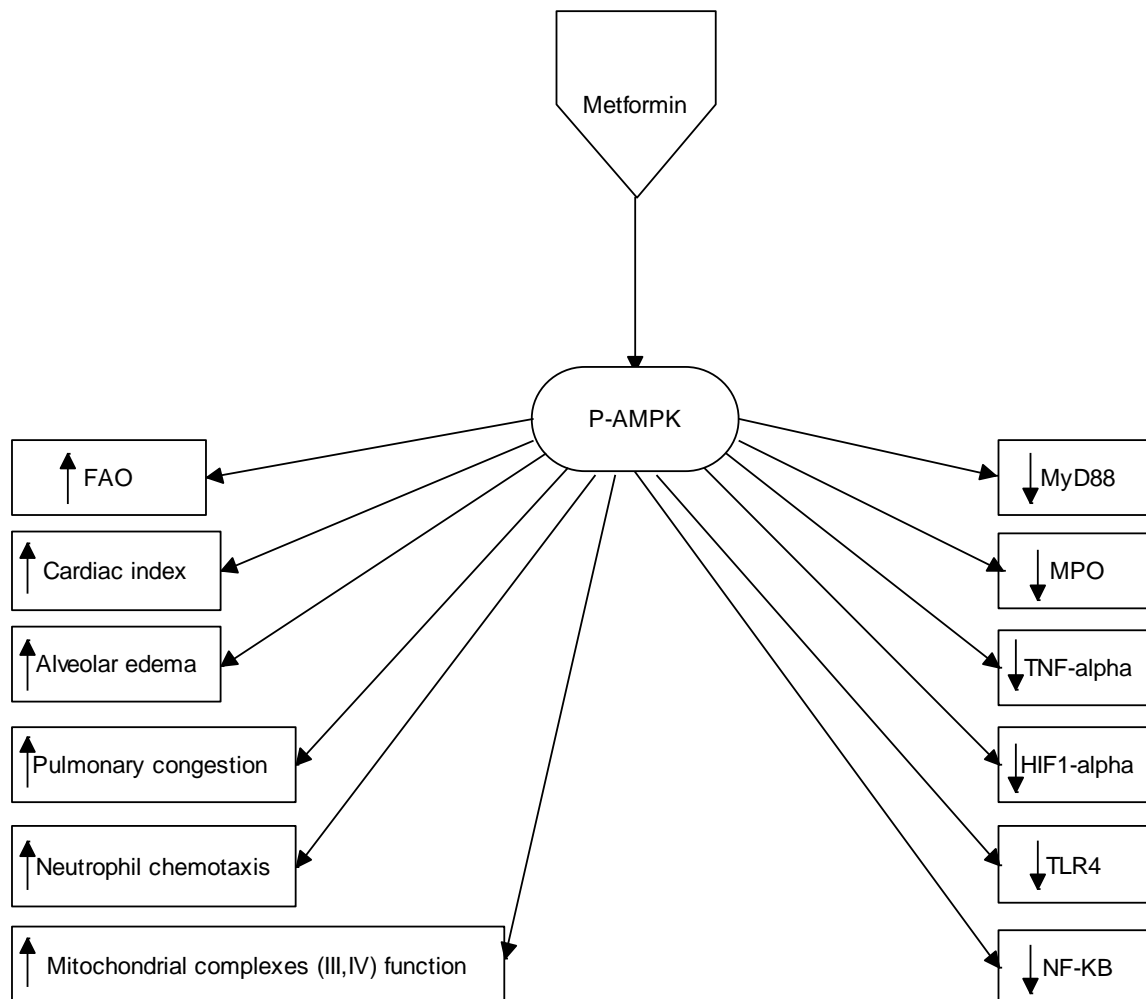 Metformin
P-AMPK
FAO
Cardiac index
Alveolar edema
Pulmonary congestion
Neutrophil chemotaxis
Mitochondrial complexes (III,IV) function
MyD88
MPO
TNF-alpha
HIF1-alpha
TLR4
NF-KB